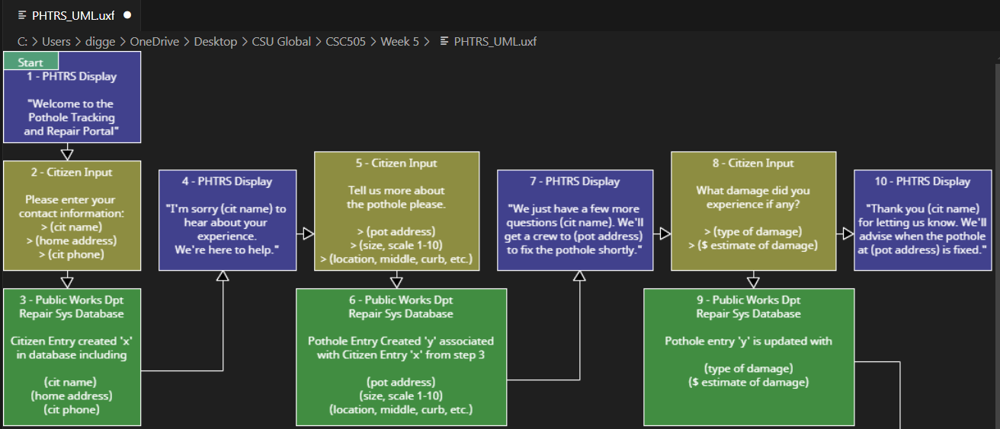 PHTRS_UML.uxf
C: > Users > digge > OneDrive > Desktop > CSU Global > CSC505 > Week 5 > PHTRS_UML.uxf
Start
1 - PHTRS Display
"Welcome to the
Pothole Tracking
and Repair Portal"
2 - Citizen Input
Please enter your
contact information:
> (cit name)
> (home address)
> (cit phone)
3 - Public Works Dpt
Repair Sys Database
Citizen Entry created 'x'
in database including
(cit name)
(home address)
(cit phone)
4 - PHTRS Display
"I'm sorry (cit name) to
hear about your
experience.
We're here to help."
5 - Citizen Input
Tell us more about
the pothole please.
> (pot address)
> (size, scale 1-10)
> (location, middle, curb, etc.)
6 - Public Works Dpt
Repair Sys Database
Pothole Entry Created 'y' associated
with Citizen Entry 'x' from step 3
(pot address)
(size, scale 1-10)
(location, middle, curb, etc.)
7 - PHTRS Display
"We just have a few more
questions (cit name). We'll
get a crew to (pot address)
to fix the pothole shortly."
8 - Citizen Input
What damage did you
experience if any?
> (type of damage)
> ($ estimate of damage)
9 - Public Works Dpt
Repair Sys Database
Pothole entry 'y' is updated with
(type of damage)
($ estimate of damage)
10 - PHTRS Display
"Thank you (cit name)
for letting us know. We'll
advise when the pothole
at (pot address) is fixed."